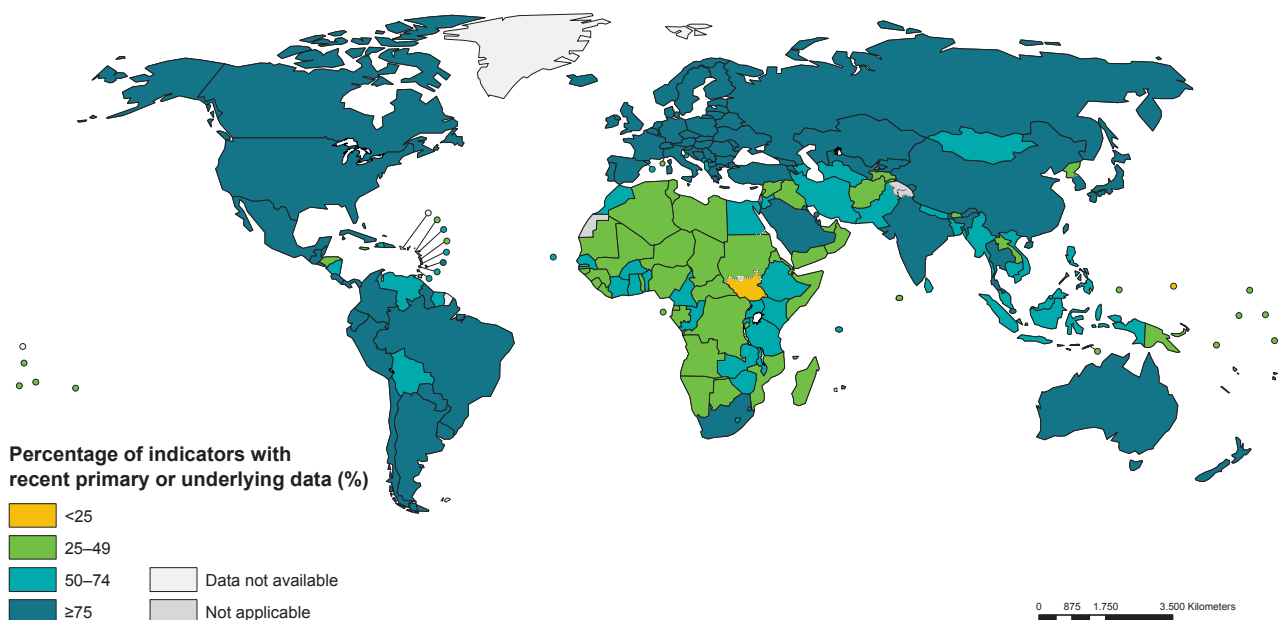 Percentage of indicators with
recent primary or underlying data (%)
<25
25–49
50–74
Data not available
≥75
Not applicable
0 875 1.750 3.500 Kilometers